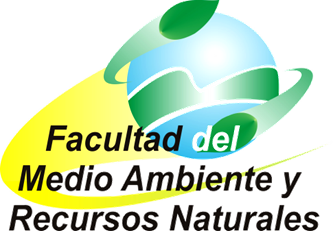 Facultad del
Medio Ambiente y
Recursos Naturales